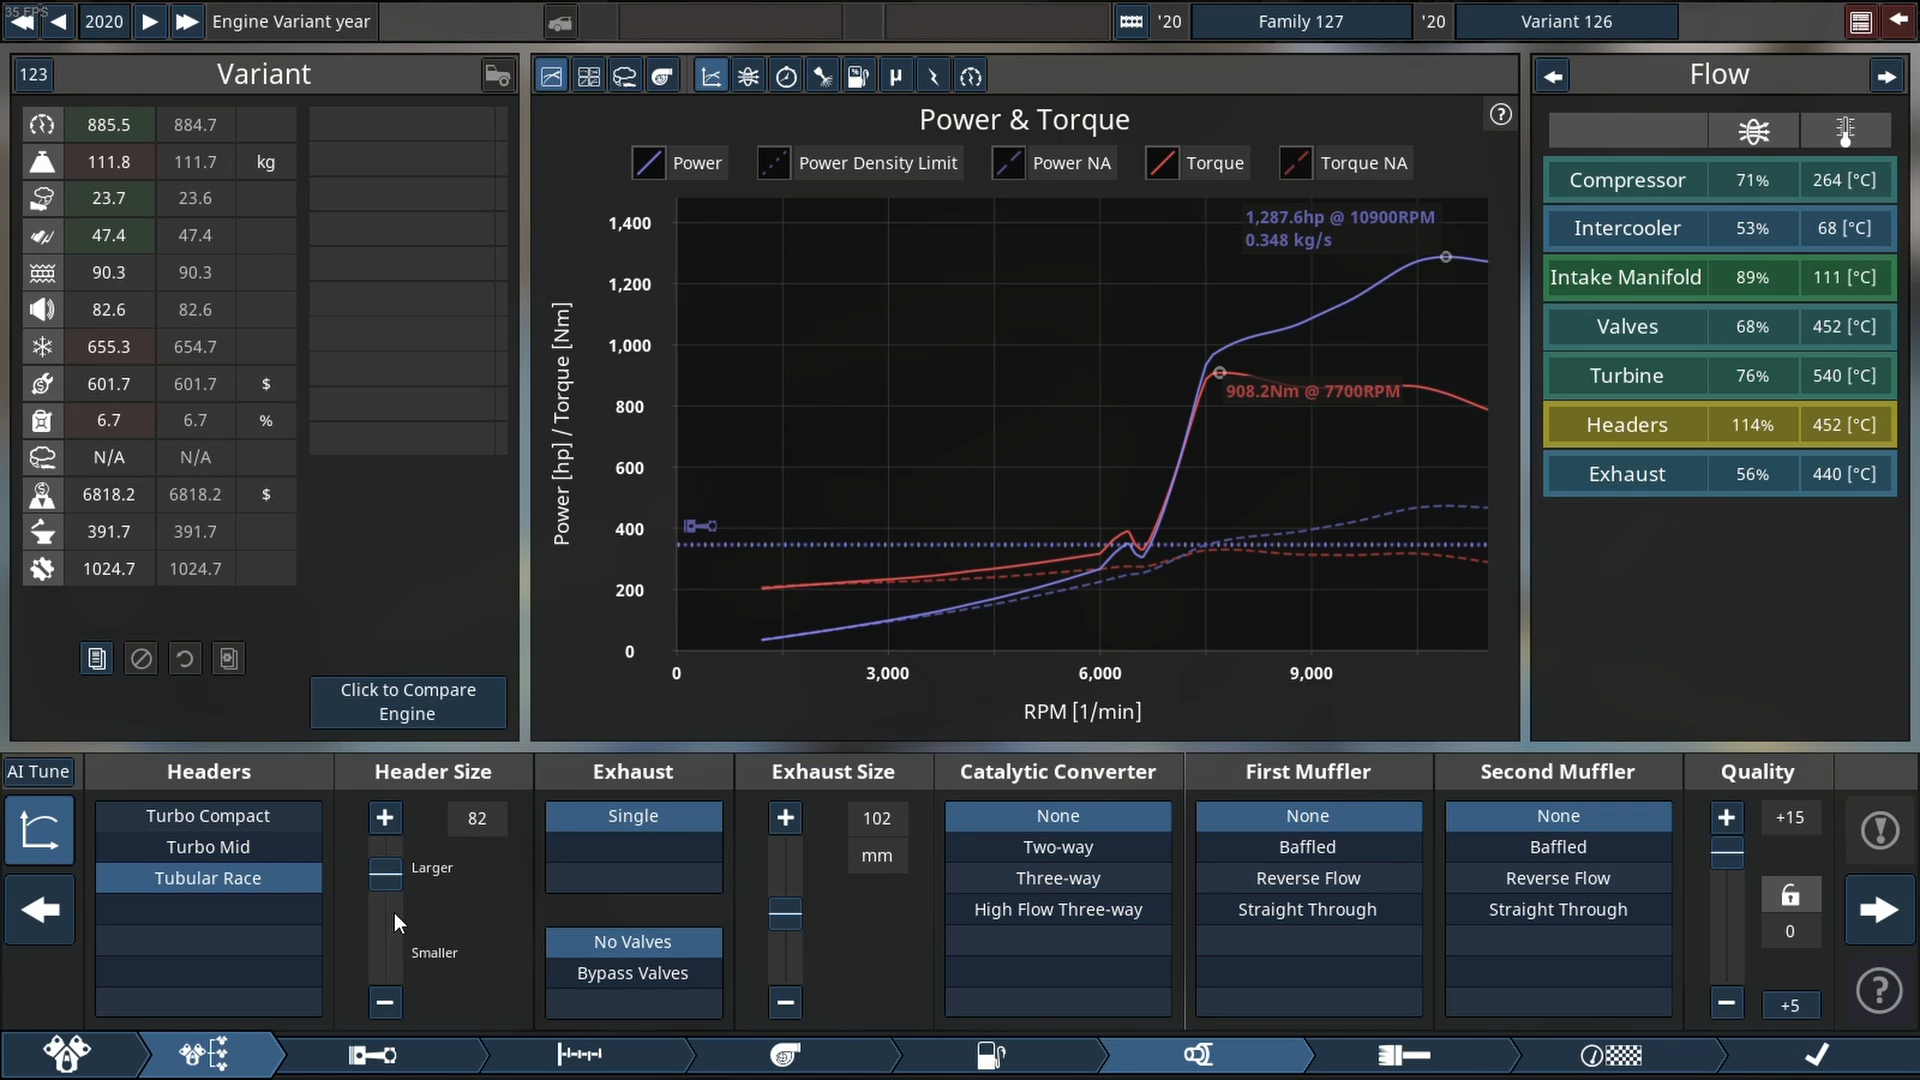 35 FPS
2020
Engine Variant year
'20
Family 127
'20
Variant 126
123
Variant
885.5 884.7
111.8 111.7 kg
23.7 23.6
47.4 47.4
90.3 90.3
82.6 82.6
655.3 654.7
601.7 601.7 $
6.7 6.7 %
N/A N/A
6818.2 6818.2 $
391.7 391.7
1024.7 1024.7
Click to Compare
Engine
μ
Power & Torque
?
Power
Power Density Limit
Power NA
Torque
Torque NA
1,287.6hp @ 10900RPM
0.348 kg/s
908.2Nm @ 7700RPM
Power [hp] / Torque [Nm]
1,400
1,200
1,000
800
600
400
200
0
0 3,000 6,000 9,000
RPM [1/min]
Flow
Compressor 71% 264 [°C]
Intercooler 53% 68 [°C]
Intake Manifold 89% 111 [°C]
Valves 68% 452 [°C]
Turbine 76% 540 [°C]
Headers 114% 452 [°C]
Exhaust 56% 440 [°C]
AI Tune
Headers
Turbo Compact
Turbo Mid
Tubular Race
Header Size
+
82
Larger
Smaller
−
Exhaust
Single
No Valves
Bypass Valves
Exhaust Size
+
102
mm
−
Catalytic Converter
None
Two-way
Three-way
High Flow Three-way
First Muffler
None
Baffled
Reverse Flow
Straight Through
Second Muffler
None
Baffled
Reverse Flow
Straight Through
Quality
+
+15
0
−
+5
!
?